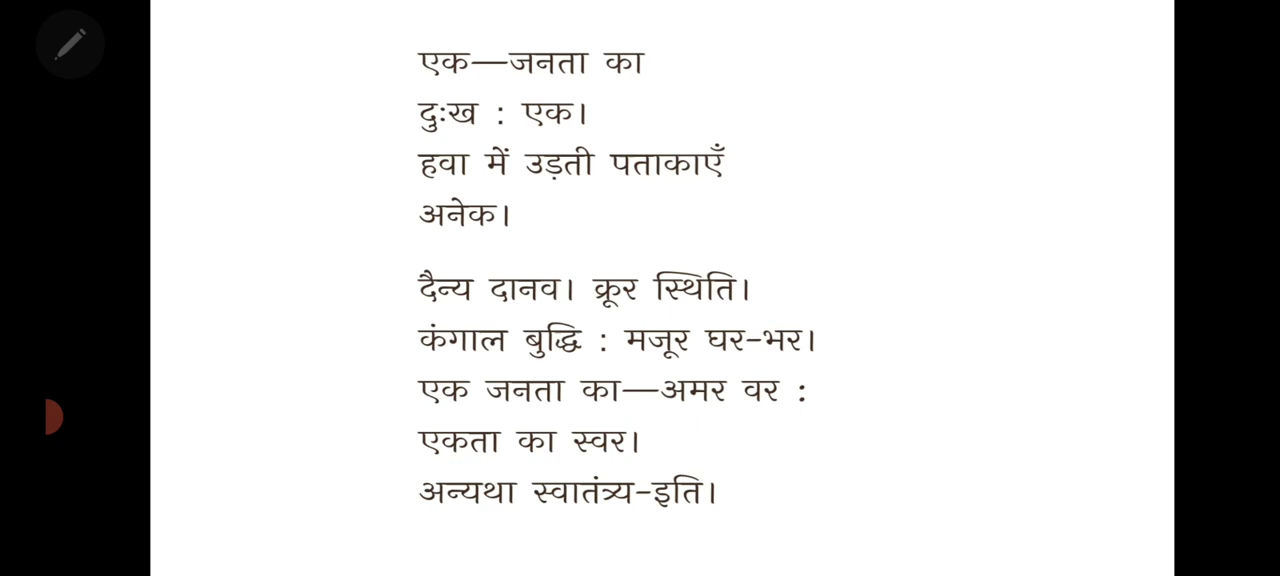 एक—जनता का
दुःख : एक।
हवा में उड़ती पताकाएँ
अनेक।
दैन्य दानव। क्रूर स्थिति।
कंगाल बुद्धि : मजूर घर-भर।
एक जनता का—अमर वर :
एकता का स्वर।
अन्यथा स्वातंत्र्य-इति।